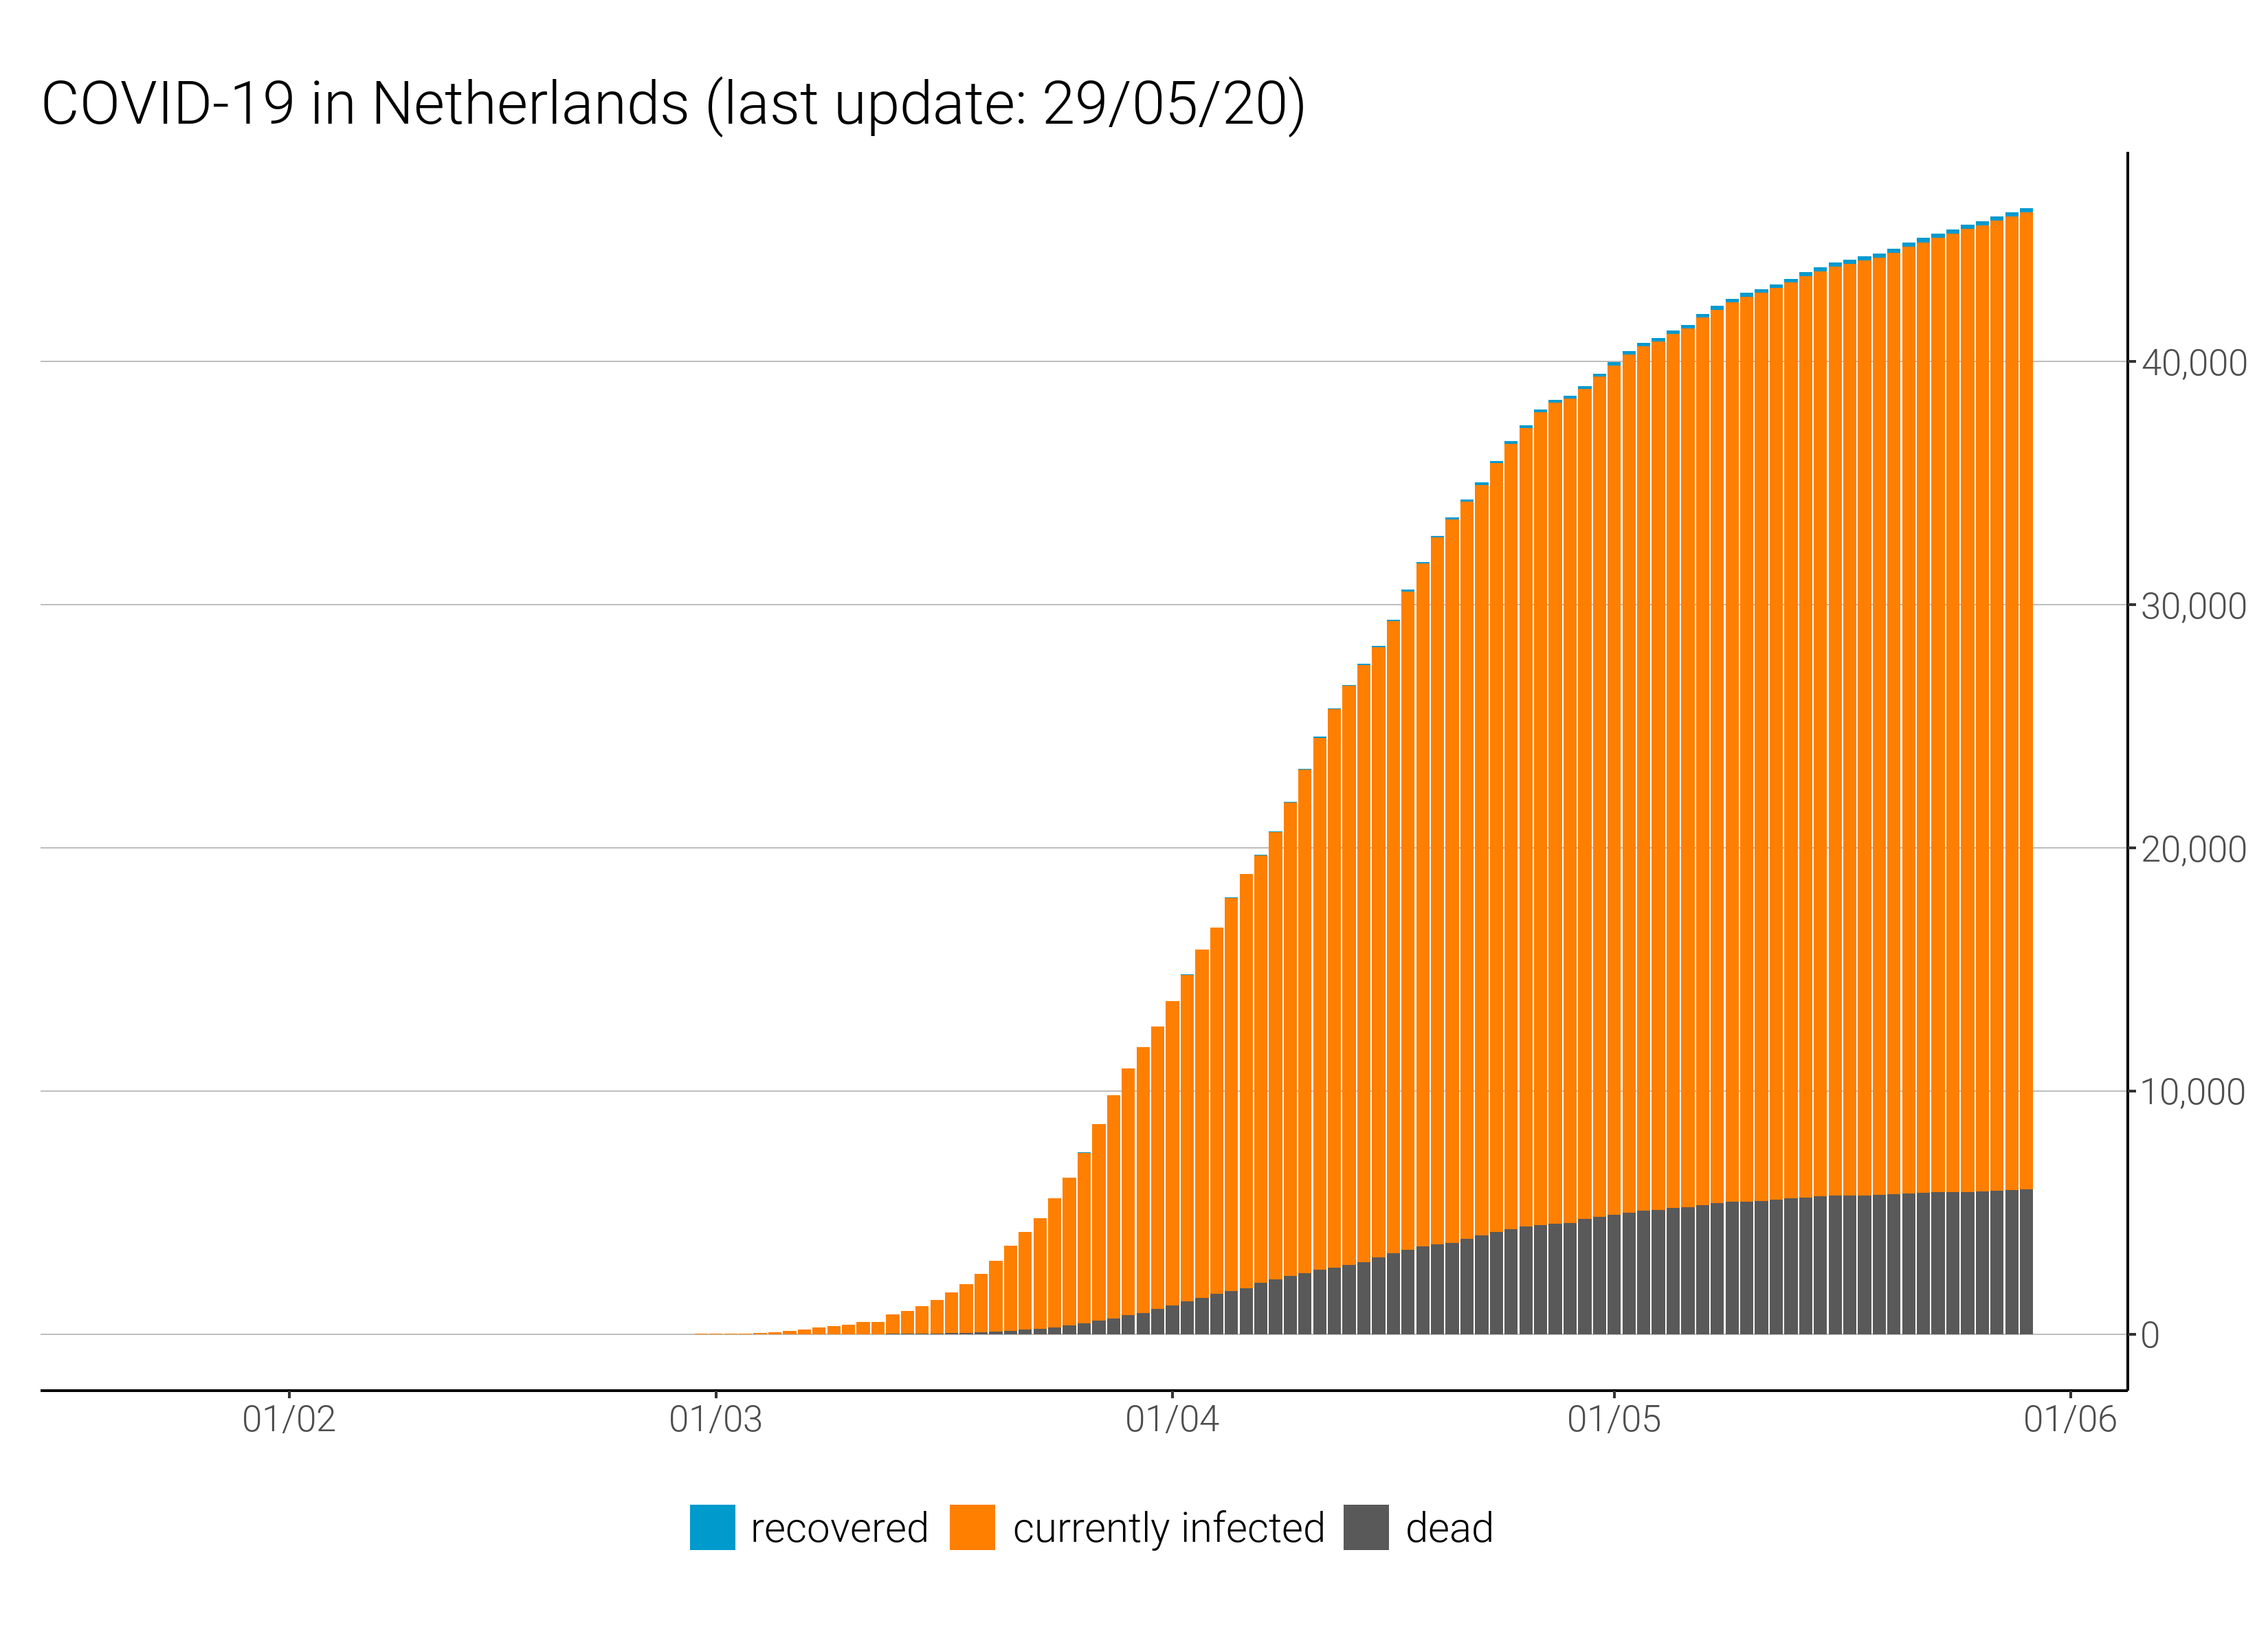 COVID-19 in Netherlands (last update: 29/05/20)
40,000
30,000
20,000
10,000
0
01/02 01/03 01/04 01/05 01/06
recovered currently infected dead